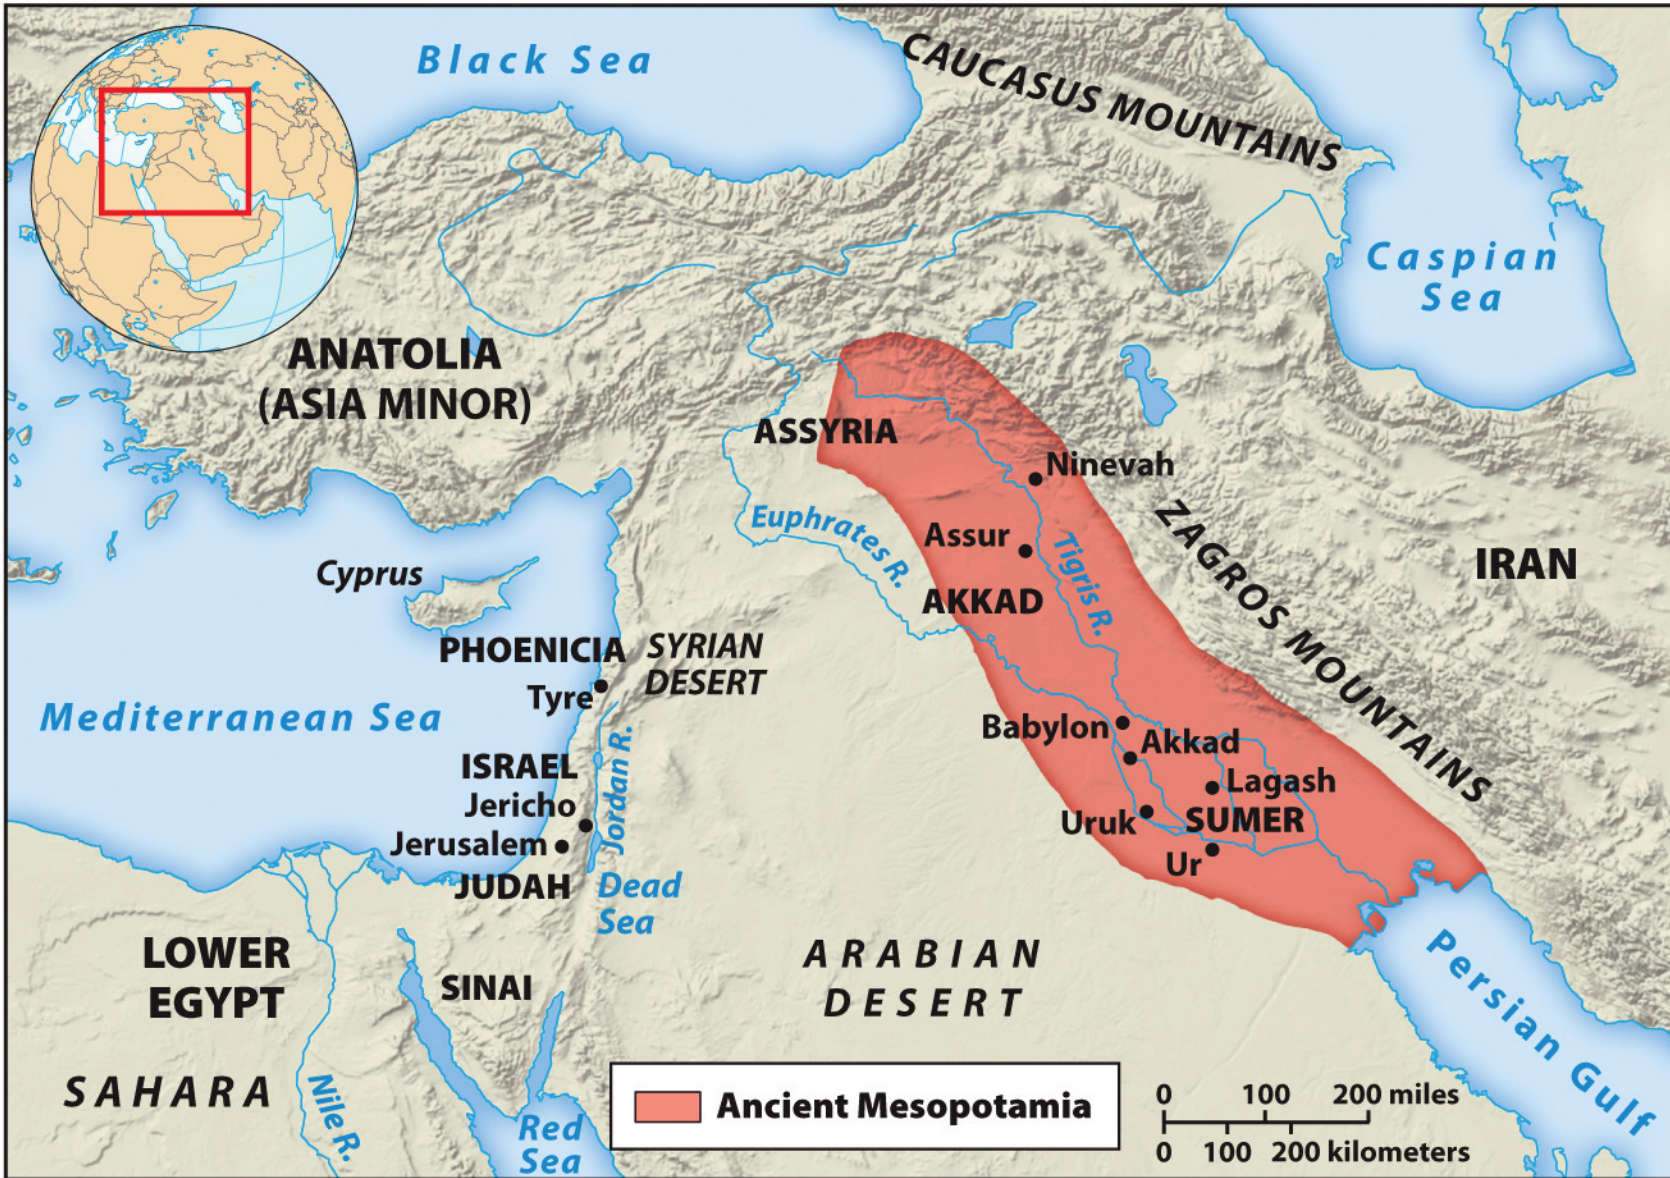 Black Sea
CAUCASUS MOUNTAINS
Caspian
Sea
ANATOLIA
(ASIA MINOR)
ASSYRIA
Ninevah
Euphrates R.
Assur
Tigris R.
ZAGROS MOUNTAINS
IRAN
Cyprus
AKKAD
PHOENICIA
SYRIAN
DESERT
Tyre
Mediterranean Sea
Babylon
Akkad
ISRAEL
Jordan R.
Lagash
Jericho
Uruk
SUMER
Jerusalem
Ur
JUDAH
Dead
Sea
LOWER
EGYPT
SINAI
ARABIAN
DESERT
Persian Gulf
SAHARA
Nile R.
Red
Sea
Ancient Mesopotamia
0 100 200 miles
0 100 200 kilometers